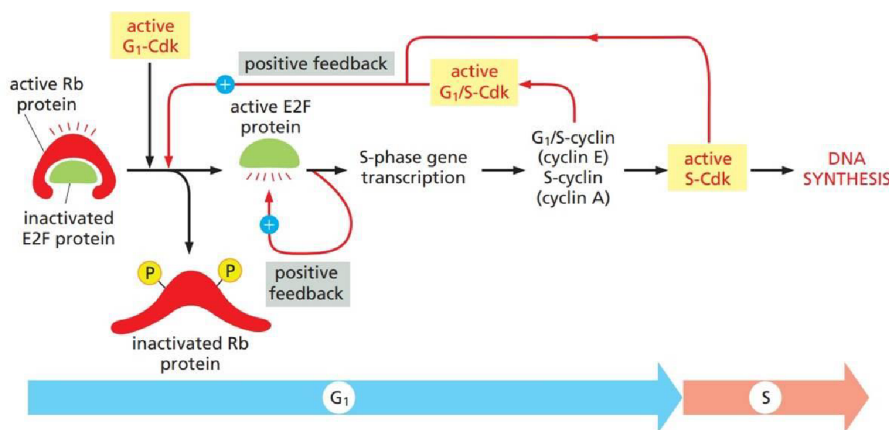 active
G1-Cdk
positive feedback
active
G1/S-Cdk
active Rb
protein
active E2F
protein
inactivated
E2F protein
S-phase gene
transcription
G1/S-cyclin
(cyclin E)
S-cyclin
(cyclin A)
active
S-Cdk
DNA
SYNTHESIS
+
+
positive
feedback
P
P
inactivated Rb
protein
G1
S